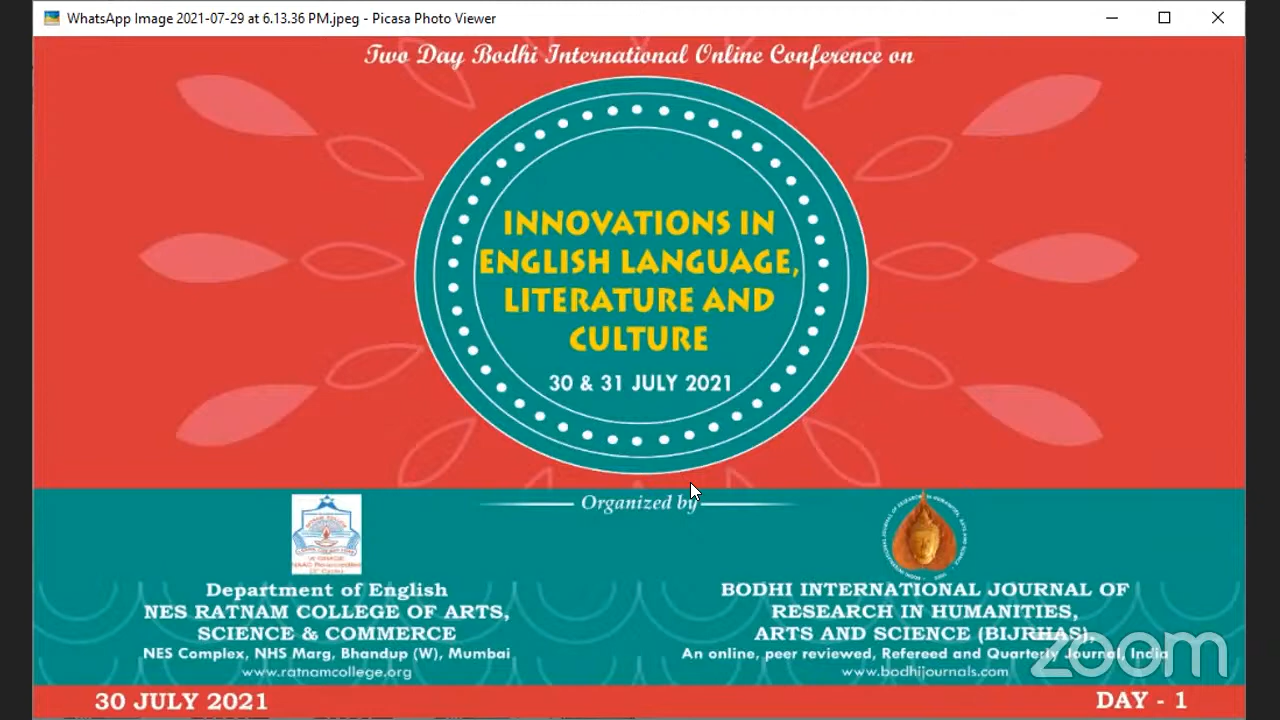 WhatsApp Image 2021-07-29 at 6.13.36 PM.jpeg - Picasa Photo Viewer
Two Day Bodhi International Online Conference on
INNOVATIONS IN
ENGLISH LANGUAGE,
LITERATURE AND
CULTURE
30 & 31 JULY 2021
Organized by
Department of English
NES RATNAM COLLEGE OF ARTS,
SCIENCE & COMMERCE
NES Complex, NHS Marg, Bhandup (W), Mumbai
www.ratnamcollege.org
BODHI INTERNATIONAL JOURNAL OF
RESEARCH IN HUMANITIES,
ARTS AND SCIENCE (BIJRHAS),
An online, peer reviewed, Refereed and Quarterly Journal, India
www.bodhijournals.com
zoom
30 JULY 2021
DAY - 1